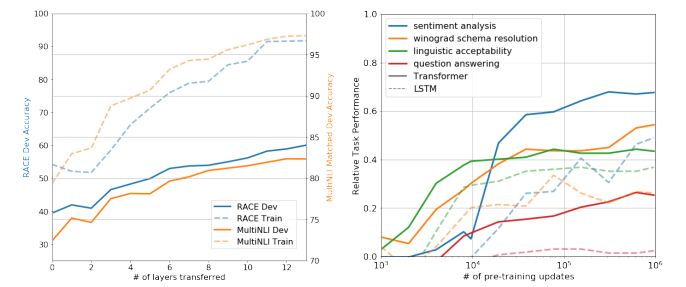 100
90
80
70
60
50
40
30
100
95
90
85
80
75
70
0
2
4
6
8
10
12
RACE Dev Accuracy
MultiNLI Matched Dev Accuracy
# of layers transferred
RACE Dev
RACE Train
MultiNLI Dev
MultiNLI Train
1.0
0.8
0.6
0.4
0.2
0.0
10³
10⁴
10⁵
10⁶
Relative Task Performance
# of pre-training updates
sentiment analysis
winograd schema resolution
linguistic acceptability
question answering
Transformer
LSTM